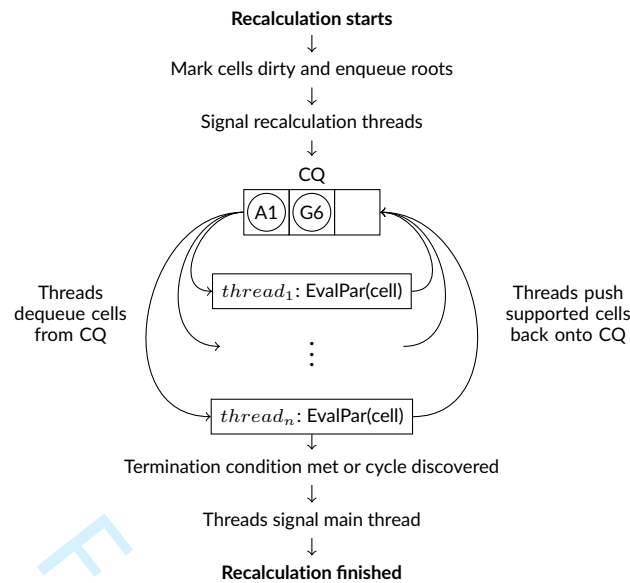 Recalculation starts
↓
Mark cells dirty and enqueue roots
↓
Signal recalculation threads
↓
CQ
A1 G6
Threads
dequeue cells
from CQ
thread₁: EvalPar(cell)
⋮
threadₙ: EvalPar(cell)
Threads push
supported cells
back onto CQ
↓
Termination condition met or cycle discovered
↓
Threads signal main thread
↓
Recalculation finished
F